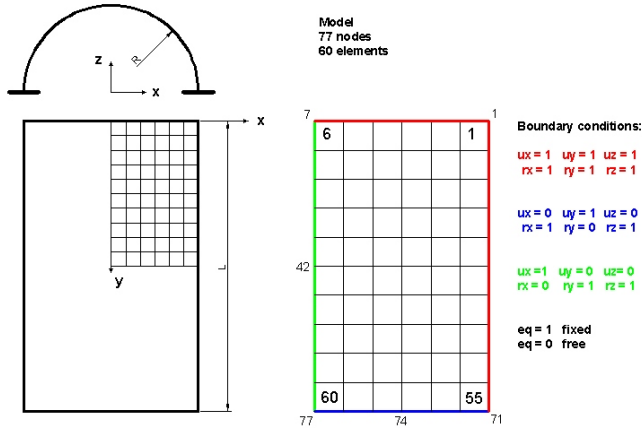 Model
77 nodes
60 elements
R
z
x
x
y
L
7
1
6
1
42
60
55
77
74
71
Boundary conditions:
ux = 1 uy = 1 uz = 1
rx = 1 ry = 1 rz = 1
ux = 0 uy = 1 uz = 0
rx = 1 ry = 0 rz = 1
ux =1 uy = 0 uz= 0
rx = 0 ry = 1 rz = 1
eq = 1 fixed
eq = 0 free